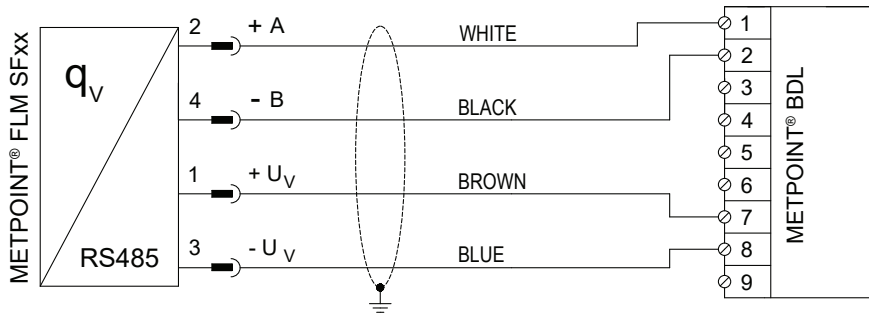 METPOINT® FLM SFxx
qV
RS485
2 + A WHITE
4 - B BLACK
1 + UV BROWN
3 - UV BLUE
1
2
3
4
5
6
7
8
9
METPOINT® BDL